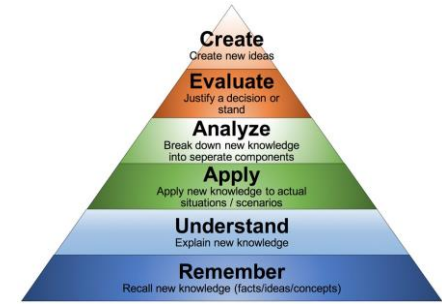 Create
Create new ideas
Evaluate
Justify a decision or
stand
Analyze
Break down new knowledge
into seperate components
Apply
Apply new knowledge to actual
situations / scenarios
Understand
Explain new knowledge
Remember
Recall new knowledge (facts/ideas/concepts)